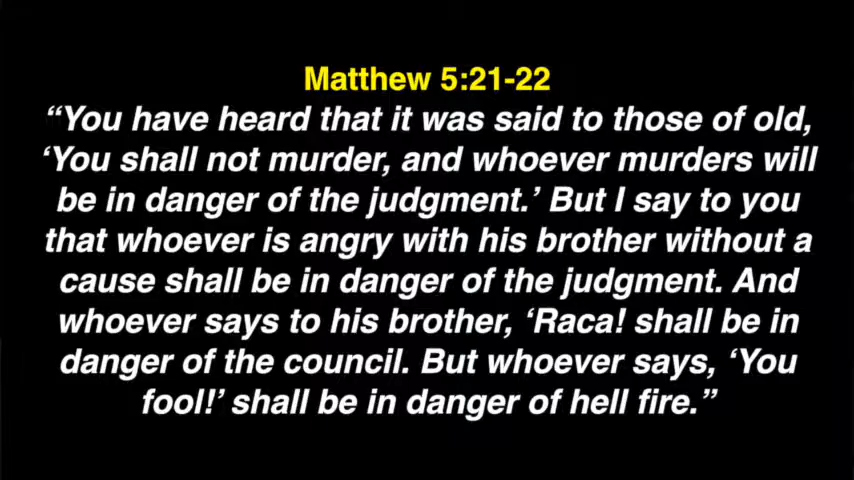 Matthew 5:21-22
“You have heard that it was said to those of old,
‘You shall not murder, and whoever murders will
be in danger of the judgment.’ But I say to you
that whoever is angry with his brother without a
cause shall be in danger of the judgment. And
whoever says to his brother, ‘Raca! shall be in
danger of the council. But whoever says, ‘You
fool!’ shall be in danger of hell fire.”